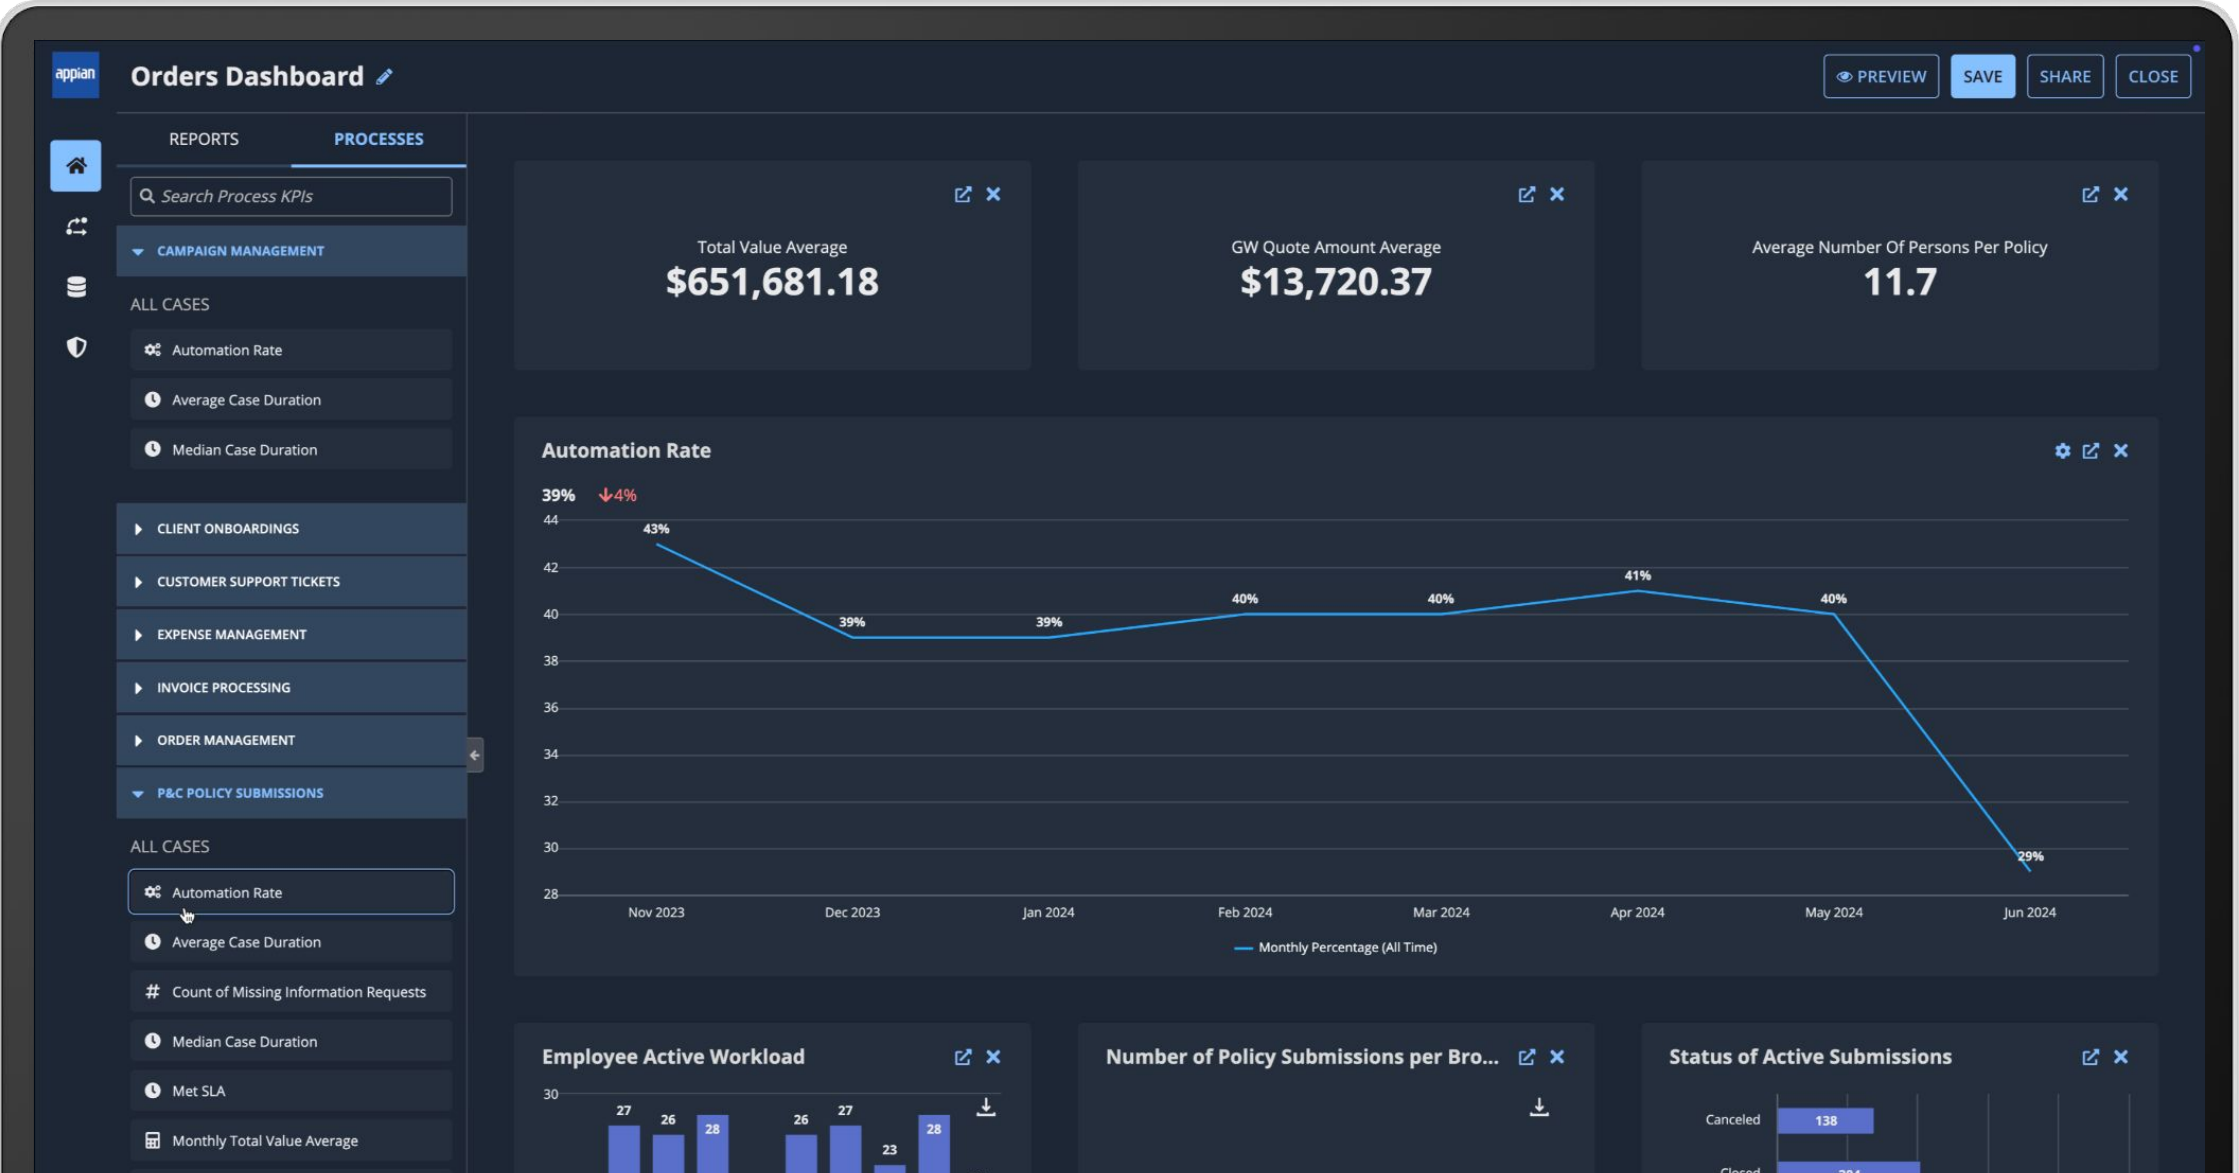 appian
Orders Dashboard
PREVIEW
SAVE
SHARE
CLOSE
REPORTS
PROCESSES
Search Process KPIs
CAMPAIGN MANAGEMENT
ALL CASES
Automation Rate
Average Case Duration
Median Case Duration
CLIENT ONBOARDINGS
CUSTOMER SUPPORT TICKETS
EXPENSE MANAGEMENT
INVOICE PROCESSING
ORDER MANAGEMENT
P&C POLICY SUBMISSIONS
ALL CASES
Automation Rate
Average Case Duration
# Count of Missing Information Requests
Median Case Duration
Met SLA
Monthly Total Value Average
Total Value Average
$651,681.18
GW Quote Amount Average
$13,720.37
Average Number Of Persons Per Policy
11.7
Automation Rate
39% ↓4%
44
42
40
38
36
34
32
30
28
43%
39%
39%
40%
40%
41%
40%
29%
Nov 2023
Dec 2023
Jan 2024
Feb 2024
Mar 2024
Apr 2024
May 2024
Jun 2024
Monthly Percentage (All Time)
Employee Active Workload
30
27
26
28
26
27
23
28
Number of Policy Submissions per Bro...
Status of Active Submissions
Canceled
138